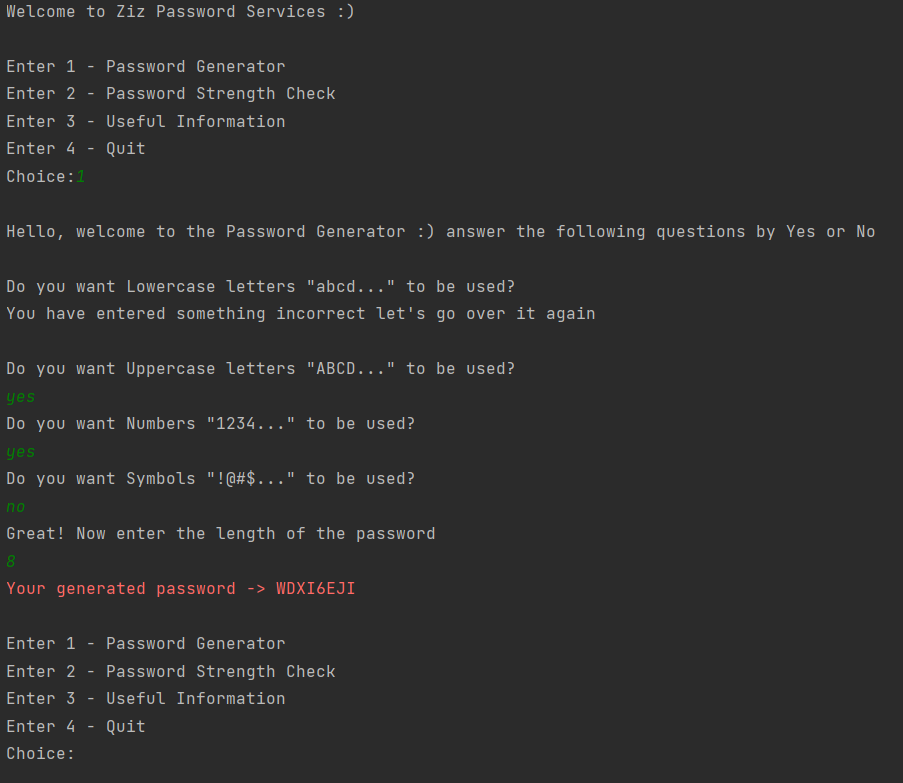 Welcome to Ziz Password Services :)
Enter 1 - Password Generator
Enter 2 - Password Strength Check
Enter 3 - Useful Information
Enter 4 - Quit
Choice:1
Hello, welcome to the Password Generator :) answer the following questions by Yes or No
Do you want Lowercase letters "abcd..." to be used?
You have entered something incorrect let's go over it again
Do you want Uppercase letters "ABCD..." to be used?
yes
Do you want Numbers "1234..." to be used?
yes
Do you want Symbols "!@#$..." to be used?
no
Great! Now enter the length of the password
8
Your generated password -> WDXI6EJI
Enter 1 - Password Generator
Enter 2 - Password Strength Check
Enter 3 - Useful Information
Enter 4 - Quit
Choice: